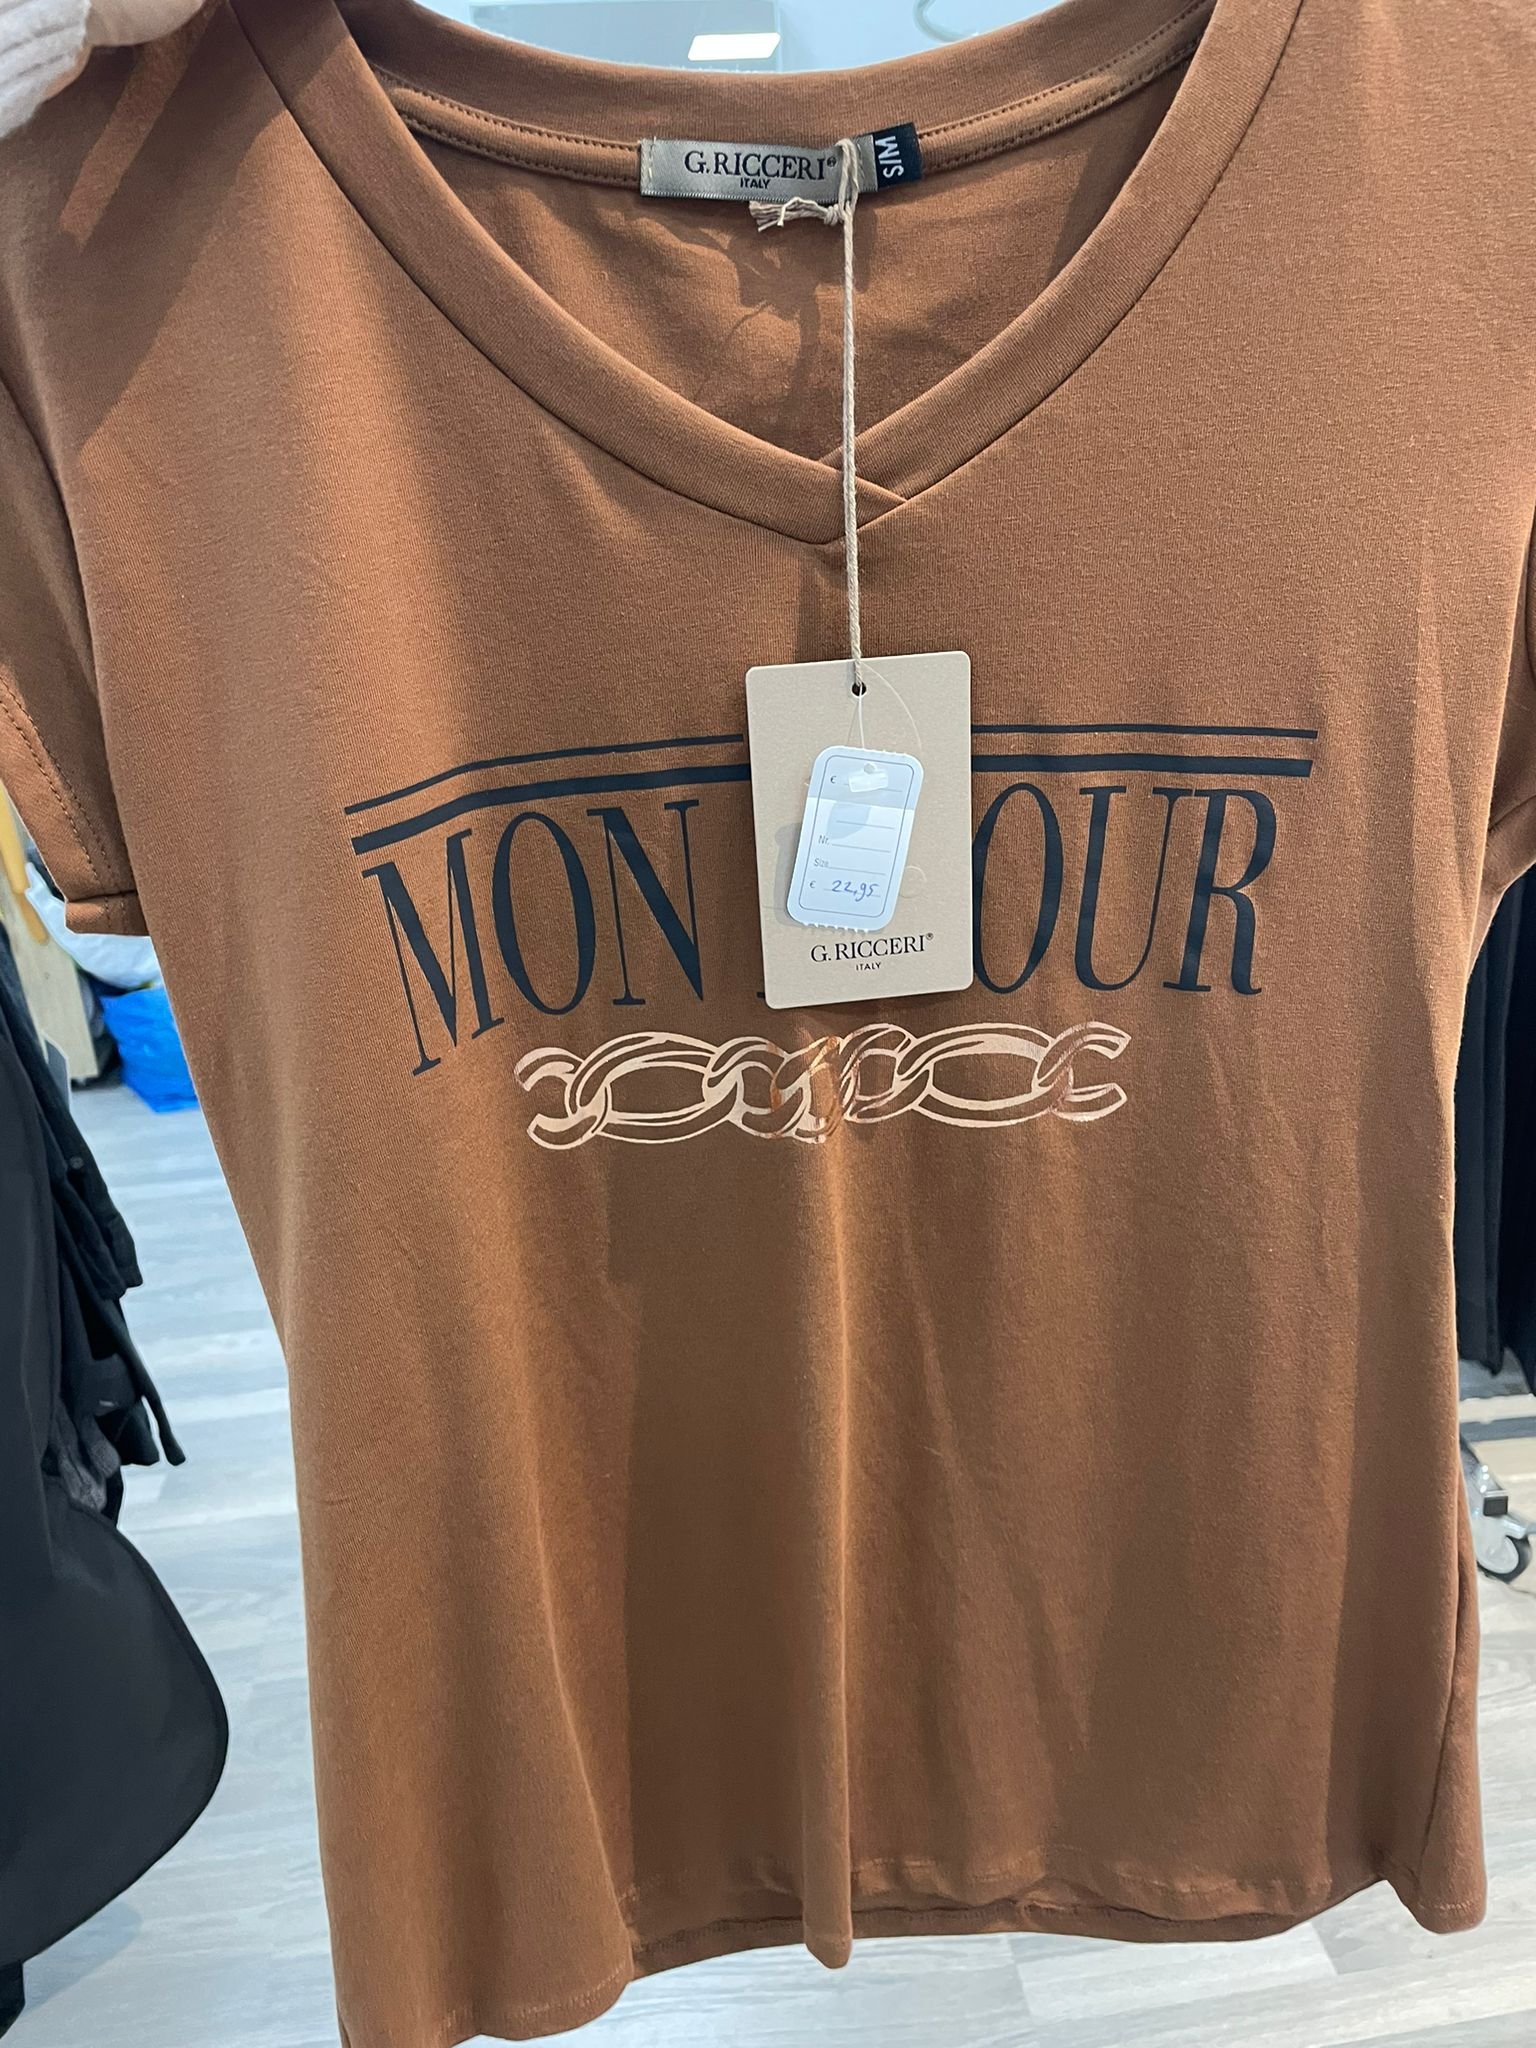 G.RICCERI®
ITALY
S/M
MON
OUR
€
Nr.
Size
€ 22,95
G.RICCERI®
ITALY